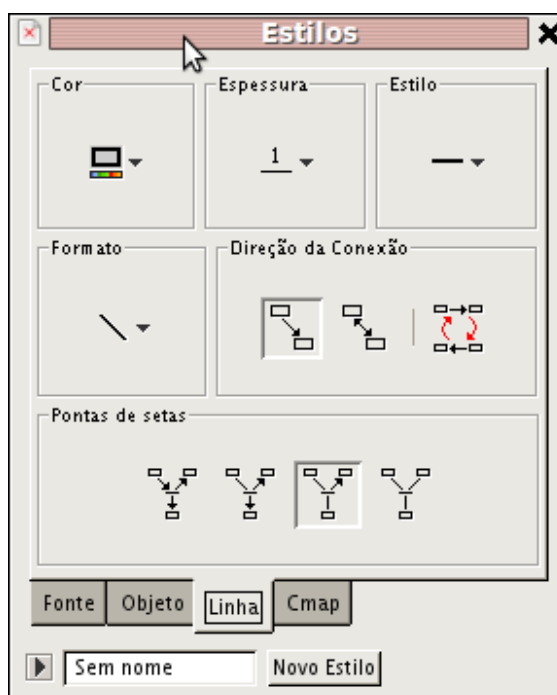 Estilos
Cor
Espessura
Estilo
1
Formato
Direção da Conexão
Pontas de setas
Fonte
Objeto
Linha
Cmap
Sem nome
Novo Estilo